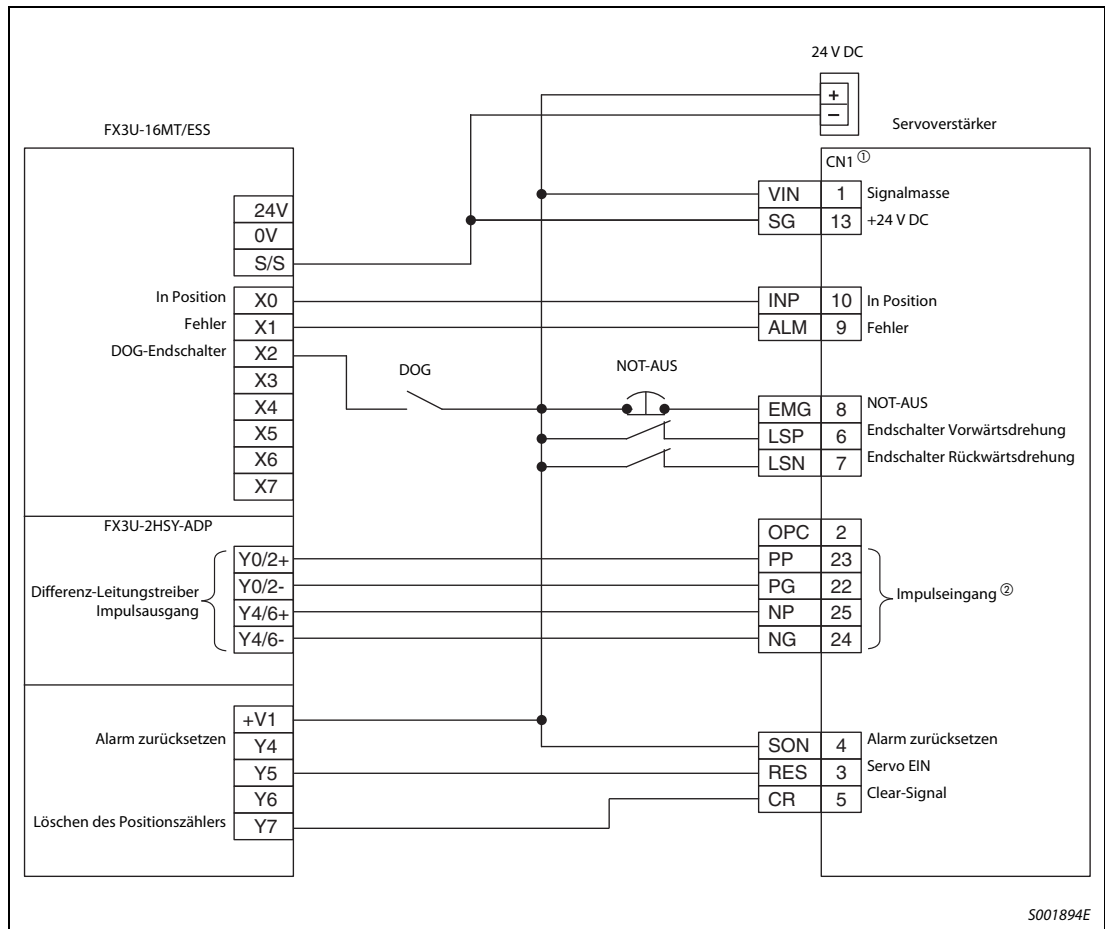 24 V DC
+
−
FX3U-16MT/ESS
Servoverstärker
CN1 ①
24V
0V
S/S
VIN 1 Signalmasse
SG 13 +24 V DC
In Position X0
Fehler X1
DOG-Endschalter X2
X3
X4
X5
X6
X7
INP 10 In Position
ALM 9 Fehler
DOG
NOT-AUS
EMG 8 NOT-AUS
LSP 6 Endschalter Vorwärtsdrehung
LSN 7 Endschalter Rückwärtsdrehung
FX3U-2HSY-ADP
Differenz-Leitungstreiber
Impulsausgang
Y0/2+
Y0/2-
Y4/6+
Y4/6-
OPC 2
PP 23
PG 22
NP 25
NG 24
Impulseingang ②
+V1
Alarm zurücksetzen Y4
Y5
Y6
Löschen des Positionszählers Y7
SON 4 Alarm zurücksetzen
RES 3 Servo EIN
CR 5 Clear-Signal
S001894E